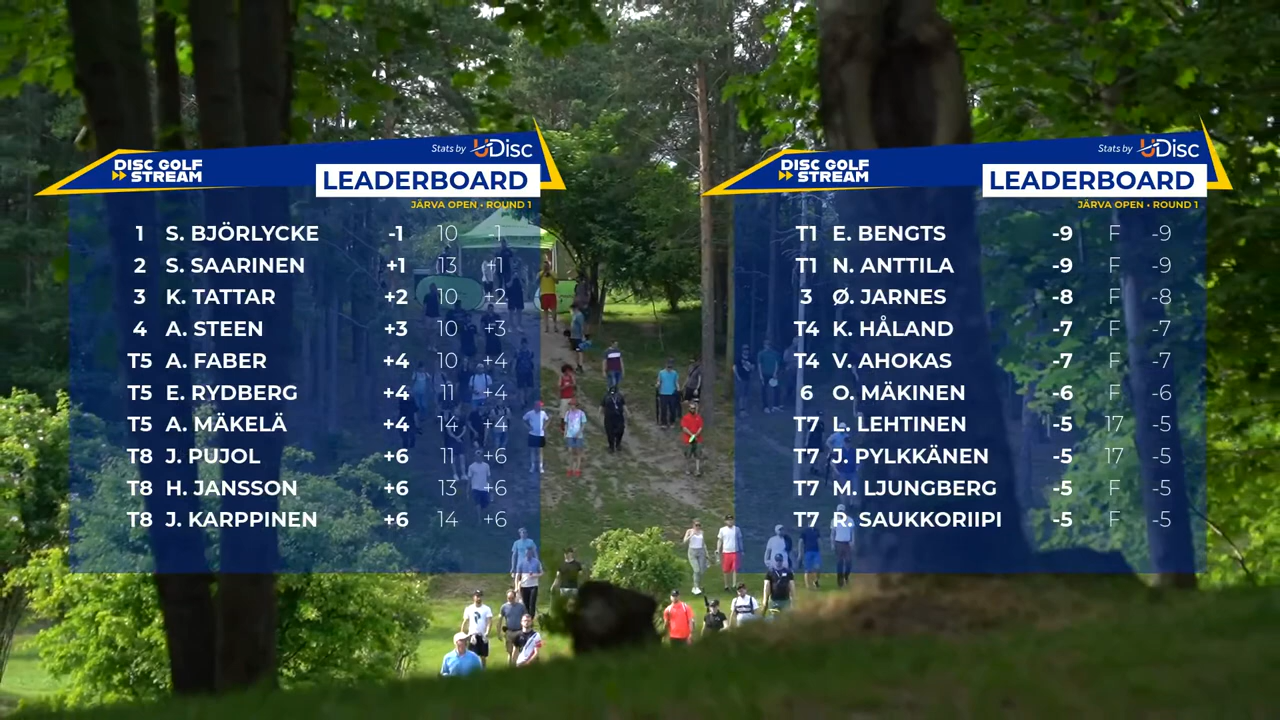 Stats by UDisc
DISC GOLF
STREAM
LEADERBOARD
JÄRVA OPEN • ROUND 1
1 S. BJÖRLYCKE -1 10 -1
2 S. SAARINEN +1 13 +1
3 K. TATTAR +2 10 +2
4 A. STEEN +3 10 +3
T5 A. FABER +4 10 +4
T5 E. RYDBERG +4 11 +4
T5 A. MÄKELÄ +4 14 +4
T8 J. PUJOL +6 11 +6
T8 H. JANSSON +6 13 +6
T8 J. KARPPINEN +6 14 +6
Stats by UDisc
DISC GOLF
STREAM
LEADERBOARD
JÄRVA OPEN • ROUND 1
T1 E. BENGTS -9 F -9
T1 N. ANTTILA -9 F -9
3 Ø. JARNES -8 F -8
T4 K. HÅLAND -7 F -7
T4 V. AHOKAS -7 F -7
6 O. MÄKINEN -6 F -6
T7 L. LEHTINEN -5 17 -5
T7 J. PYLKKÄNEN -5 17 -5
T7 M. LJUNGBERG -5 F -5
T7 R. SAUKKORIIPI -5 F -5